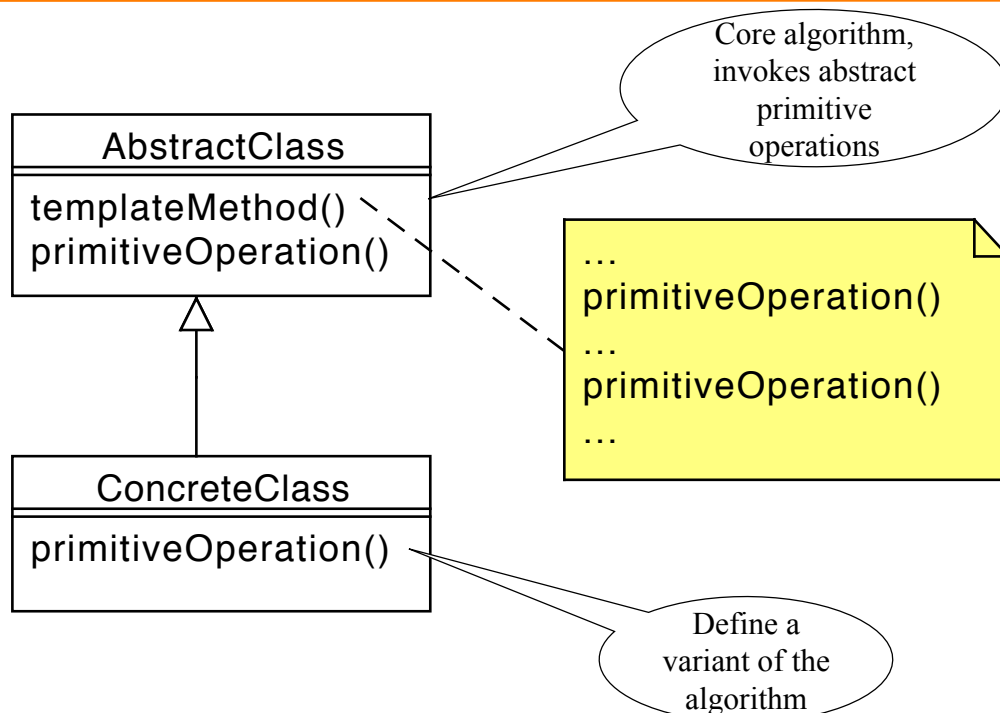 Core algorithm,
invokes abstract
primitive
operations
AbstractClass
templateMethod()
primitiveOperation()
...
primitiveOperation()
...
primitiveOperation()
...
ConcreteClass
primitiveOperation()
Define a
variant of the
algorithm